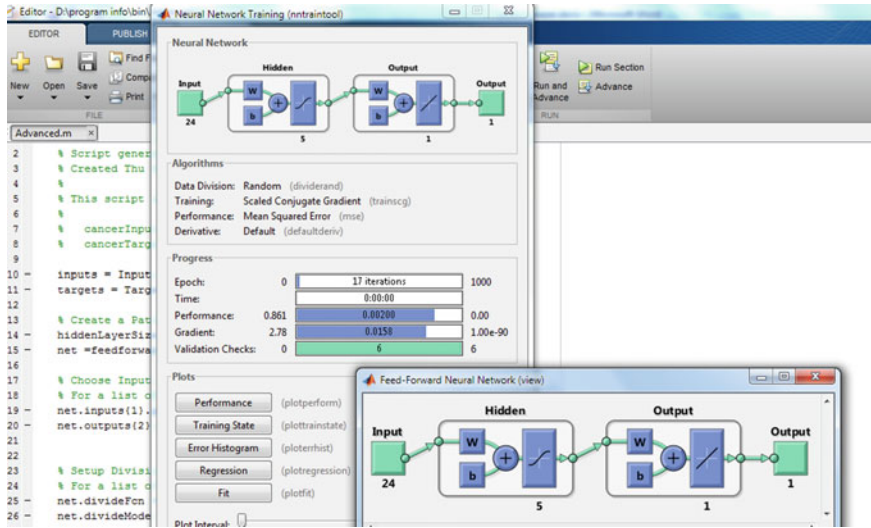 Editor - D:\program info\bin\
Neural Network Training (nntraintool)
EDITOR
PUBLISH
New
Open
Save
Find F
Compa
Print
FILE
Run and
Advance
Run Section
Advance
RUN
Advanced.m ×
2 % Script gener
3 % Created Thu
4 %
5 % This script
6 %
7 % cancerInpu
8 % cancerTarg
9
10 - inputs = Input
11 - targets = Targ
12
13 % Create a Pat
14 - hiddenLayerSiz
15 - net =feedforwa
16
17 % Choose Input
18 % For a list o
19 - net.inputs{1}.
20 - net.outputs{2}
21
22
23 % Setup Divisi
24 % For a list o
25 - net.divideFcn
26 - net.divideMode
Neural Network
Hidden
Output
Input
W
b
+
W
b
+
Output
24
5
1
1
Algorithms
Data Division: Random (dividerand)
Training: Scaled Conjugate Gradient (trainscg)
Performance: Mean Squared Error (mse)
Derivative: Default (defaultderiv)
Progress
Epoch: 0 17 iterations 1000
Time: 0:00:00
Performance: 0.861 0.00200 0.00
Gradient: 2.78 0.0158 1.00e-90
Validation Checks: 0 6 6
Plots
Performance (plotperform)
Training State (plottrainstate)
Error Histogram (ploterrhist)
Regression (plotregression)
Fit (plotfit)
Plot Interval:
Feed-Forward Neural Network (view)
Hidden
Output
Input
W
b
+
W
b
+
Output
24
5
1
1